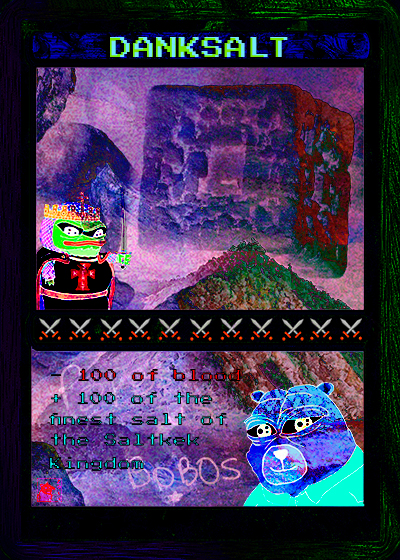 DANKSALT
- 100 of blood
+ 100 of the
finest salt of
the Saltkek
Kingdom
BOBOS